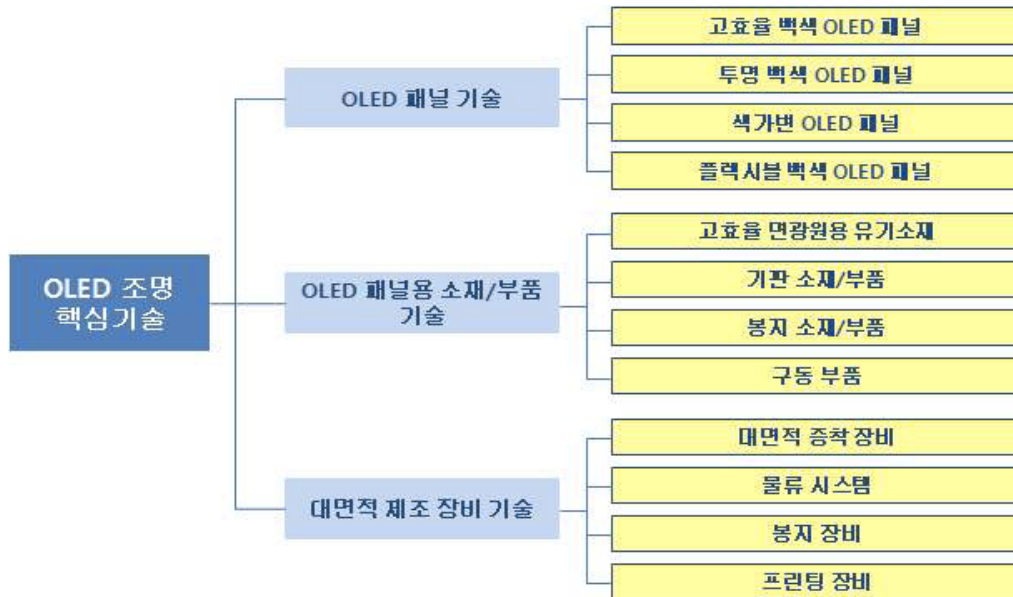 OLED 조명
핵심기술
OLED 패널 기술
고효율 백색 OLED 패널
투명 백색 OLED 패널
색가변 OLED 패널
플렉시블 백색 OLED 패널
OLED 패널용 소재/부품
기술
고효율 면광원용 유기소재
기판 소재/부품
봉지 소재/부품
구동 부품
대면적 제조 장비 기술
대면적 증착 장비
물류 시스템
봉지 장비
프린팅 장비